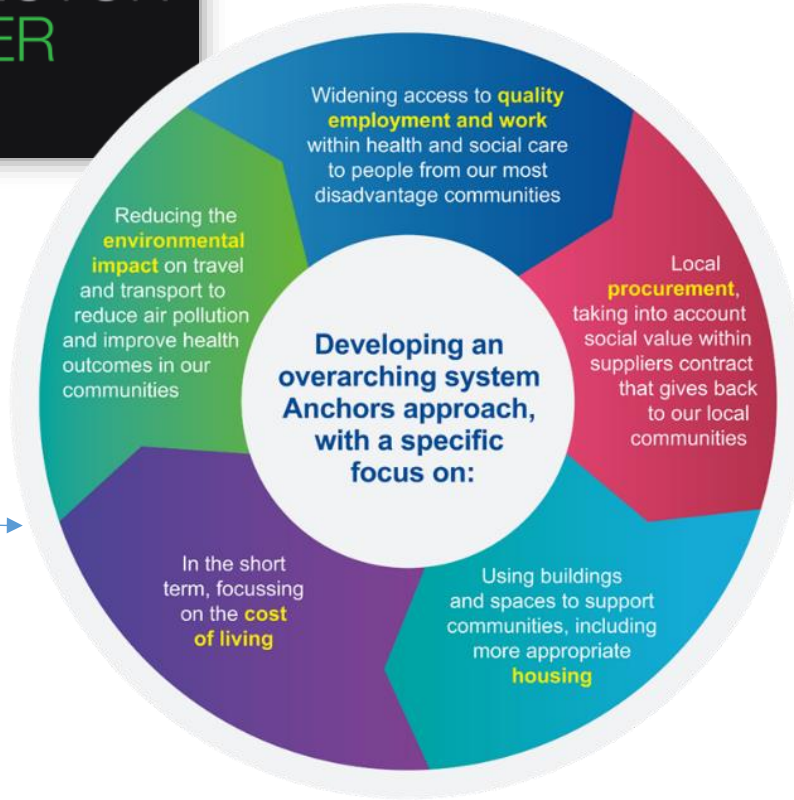 ER
Widening access to quality
employment and work
within health and social care
to people from our most
disadvantage communities
Local
procurement,
taking into account
social value within
suppliers contract
that gives back
to our local
communities
Using buildings
and spaces to support
communities, including
more appropriate
housing
In the short
term, focussing
on the cost
of living
Reducing the
environmental
impact on travel
and transport to
reduce air pollution
and improve health
outcomes in our
communities
Developing an
overarching system
Anchors approach,
with a specific
focus on: